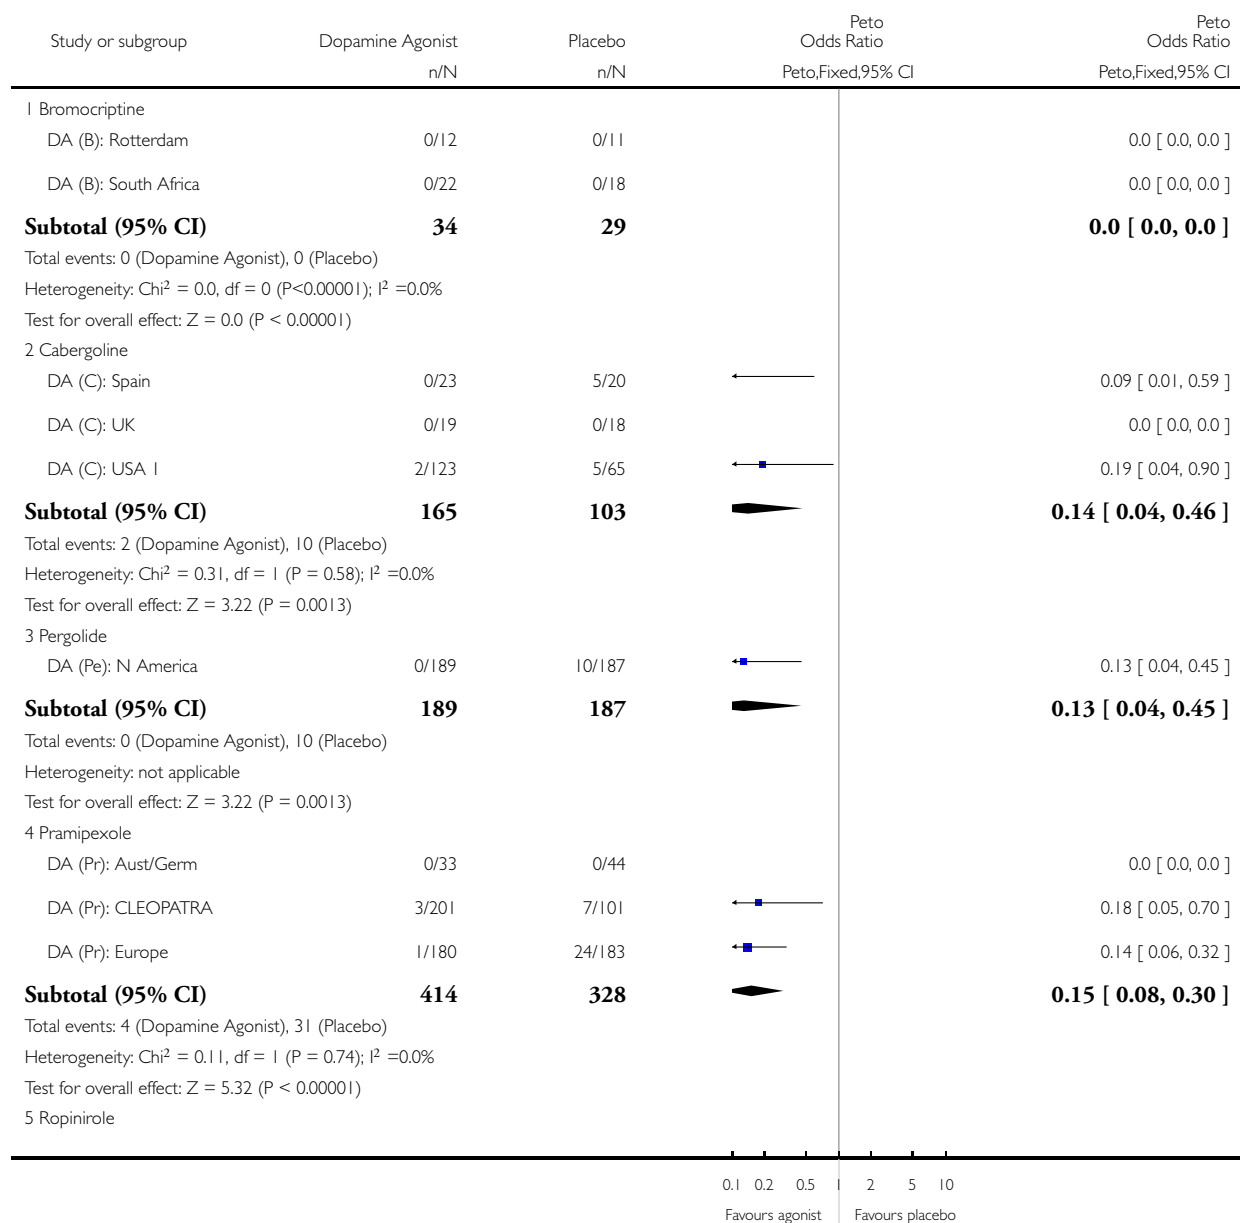 Peto Peto
Study or subgroup Dopamine Agonist Placebo Odds Ratio Odds Ratio
n/N n/N Peto,Fixed,95% CI Peto,Fixed,95% CI
1 Bromocriptine
DA (B): Rotterdam 0/12 0/11 0.0 [ 0.0, 0.0 ]
DA (B): South Africa 0/22 0/18 0.0 [ 0.0, 0.0 ]
Subtotal (95% CI) 34 29 0.0 [ 0.0, 0.0 ]
Total events: 0 (Dopamine Agonist), 0 (Placebo)
Heterogeneity: Chi² = 0.0, df = 0 (P<0.00001); I² =0.0%
Test for overall effect: Z = 0.0 (P < 0.00001)
2 Cabergoline
DA (C): Spain 0/23 5/20 0.09 [ 0.01, 0.59 ]
DA (C): UK 0/19 0/18 0.0 [ 0.0, 0.0 ]
DA (C): USA 1 2/123 5/65 0.19 [ 0.04, 0.90 ]
Subtotal (95% CI) 165 103 0.14 [ 0.04, 0.46 ]
Total events: 2 (Dopamine Agonist), 10 (Placebo)
Heterogeneity: Chi² = 0.31, df = 1 (P = 0.58); I² =0.0%
Test for overall effect: Z = 3.22 (P = 0.0013)
3 Pergolide
DA (Pe): N America 0/189 10/187 0.13 [ 0.04, 0.45 ]
Subtotal (95% CI) 189 187 0.13 [ 0.04, 0.45 ]
Total events: 0 (Dopamine Agonist), 10 (Placebo)
Heterogeneity: not applicable
Test for overall effect: Z = 3.22 (P = 0.0013)
4 Pramipexole
DA (Pr): Aust/Germ 0/33 0/44 0.0 [ 0.0, 0.0 ]
DA (Pr): CLEOPATRA 3/201 7/101 0.18 [ 0.05, 0.70 ]
DA (Pr): Europe 1/180 24/183 0.14 [ 0.06, 0.32 ]
Subtotal (95% CI) 414 328 0.15 [ 0.08, 0.30 ]
Total events: 4 (Dopamine Agonist), 31 (Placebo)
Heterogeneity: Chi² = 0.11, df = 1 (P = 0.74); I² =0.0%
Test for overall effect: Z = 5.32 (P < 0.00001)
5 Ropinirole
0.1 0.2 0.5 1 2 5 10
Favours agonist Favours placebo